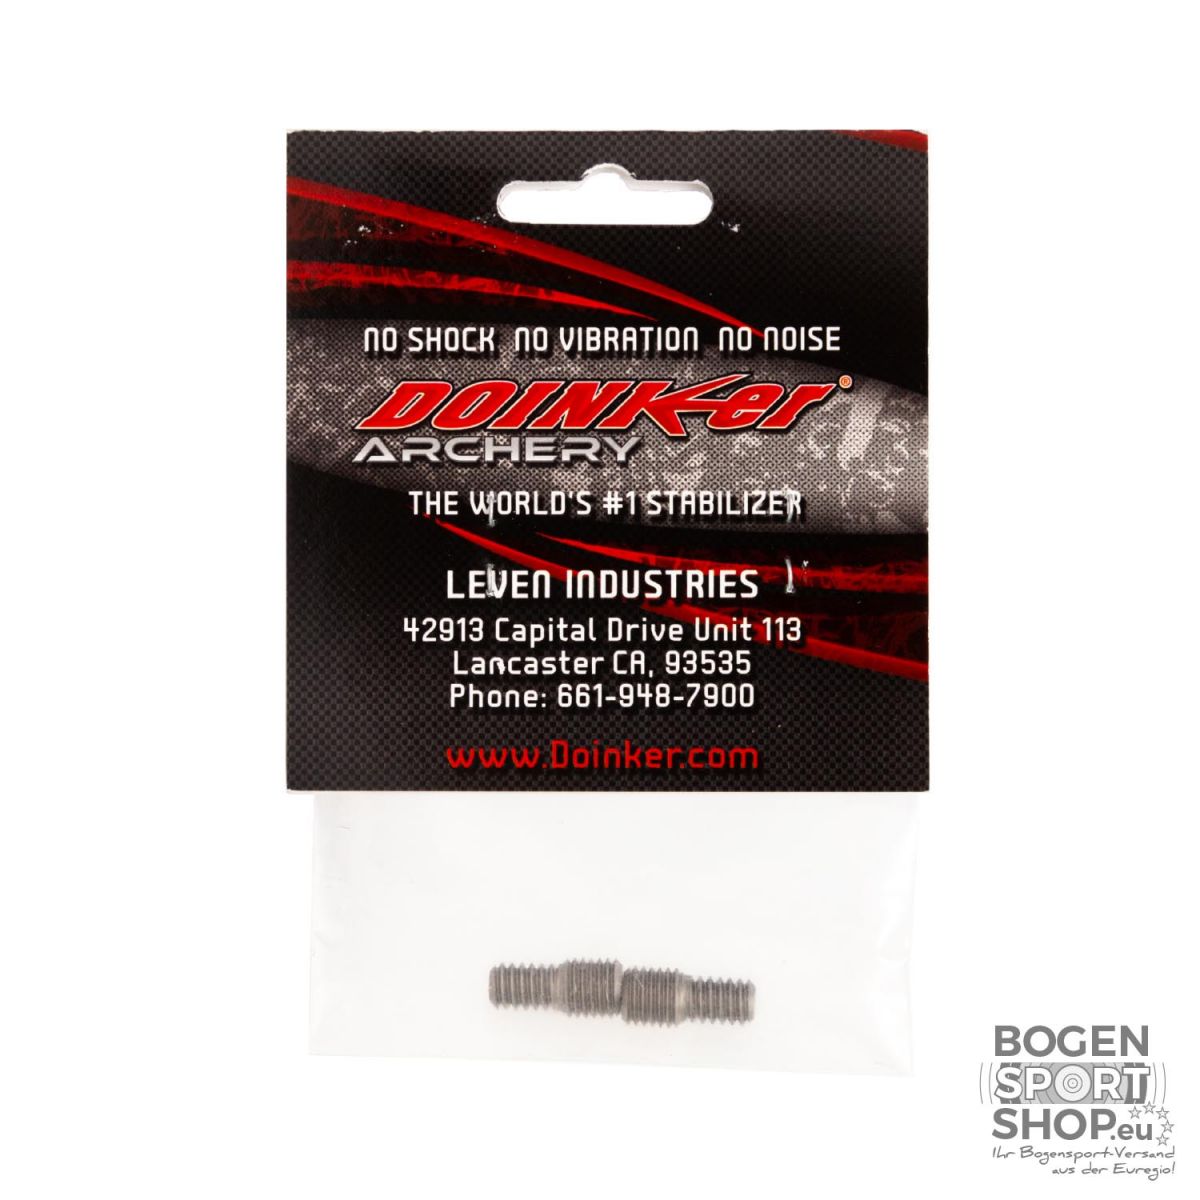 NO SHOCK NO VIBRATION NO NOISE
DOINKer®
ARCHERY
THE WORLD'S #1 STABILIZER
LEVEN INDUSTRIES
42913 Capital Drive Unit 113
Lancaster CA, 93535
Phone: 661-948-7900
www.Doinker.com
BOGEN
SPORT
SHOP.eu
Ihr Bogensport-Versand
aus der Euregio!